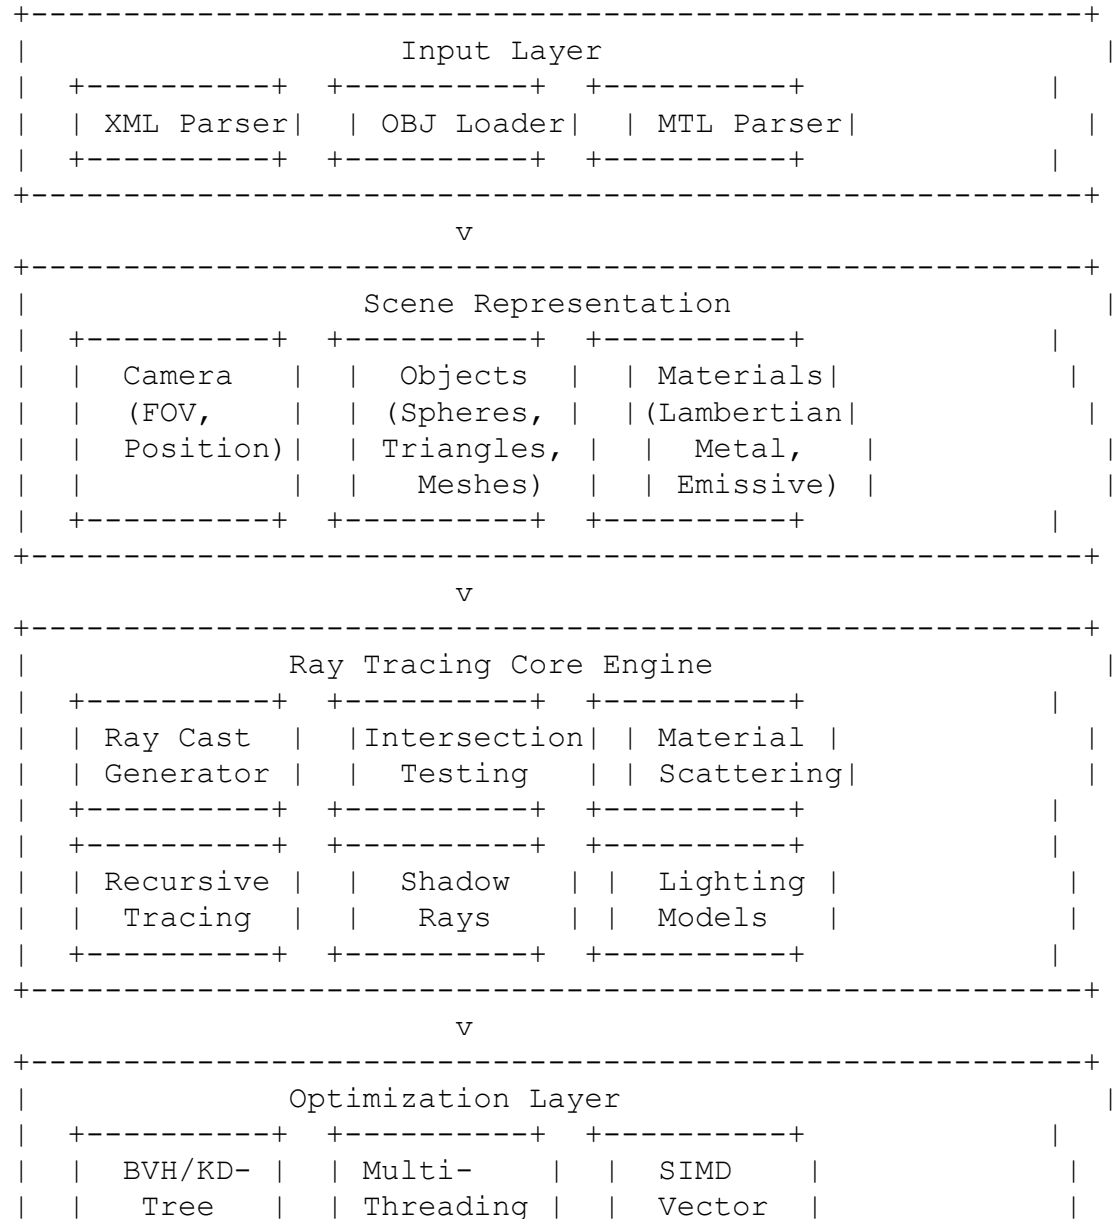 +----------------------------------------------------------+
|                    Input Layer                           |
|  +----------+  +----------+  +----------+              |
|  | XML Parser|  | OBJ Loader|  | MTL Parser|             |
|  +----------+  +----------+  +----------+              |
+----------------------------------------------------------+
                        v
+----------------------------------------------------------+
|                  Scene Representation                    |
|  +----------+  +----------+  +----------+              |
|  |  Camera   |  |  Objects  |  | Materials|            |
|  |  (FOV,    |  | (Spheres, |  |(Lambertian|            |
|  |  Position)|  | Triangles, |  |  Metal,   |            |
|  |           |  |   Meshes)  |  | Emissive) |            |
|  +----------+  +----------+  +----------+              |
+----------------------------------------------------------+
                        v
+----------------------------------------------------------+
|              Ray Tracing Core Engine                     |
|  +----------+  +----------+  +----------+              |
|  | Ray Cast  |  |Intersection| | Material |             |
|  | Generator |  |  Testing   | | Scattering|            |
|  +----------+  +----------+  +----------+              |
|  +----------+  +----------+  +----------+              |
|  | Recursive |  |  Shadow   | |  Lighting |            |
|  |  Tracing  |  |   Rays    | |  Models   |            |
|  +----------+  +----------+  +----------+              |
+----------------------------------------------------------+
                        v
+----------------------------------------------------------+
|              Optimization Layer                          |
|  +----------+  +----------+  +----------+              |
|  |  BVH/KD- |  | Multi-    |  |  SIMD    |             |
|  |   Tree   |  | Threading |  |  Vector  |             |